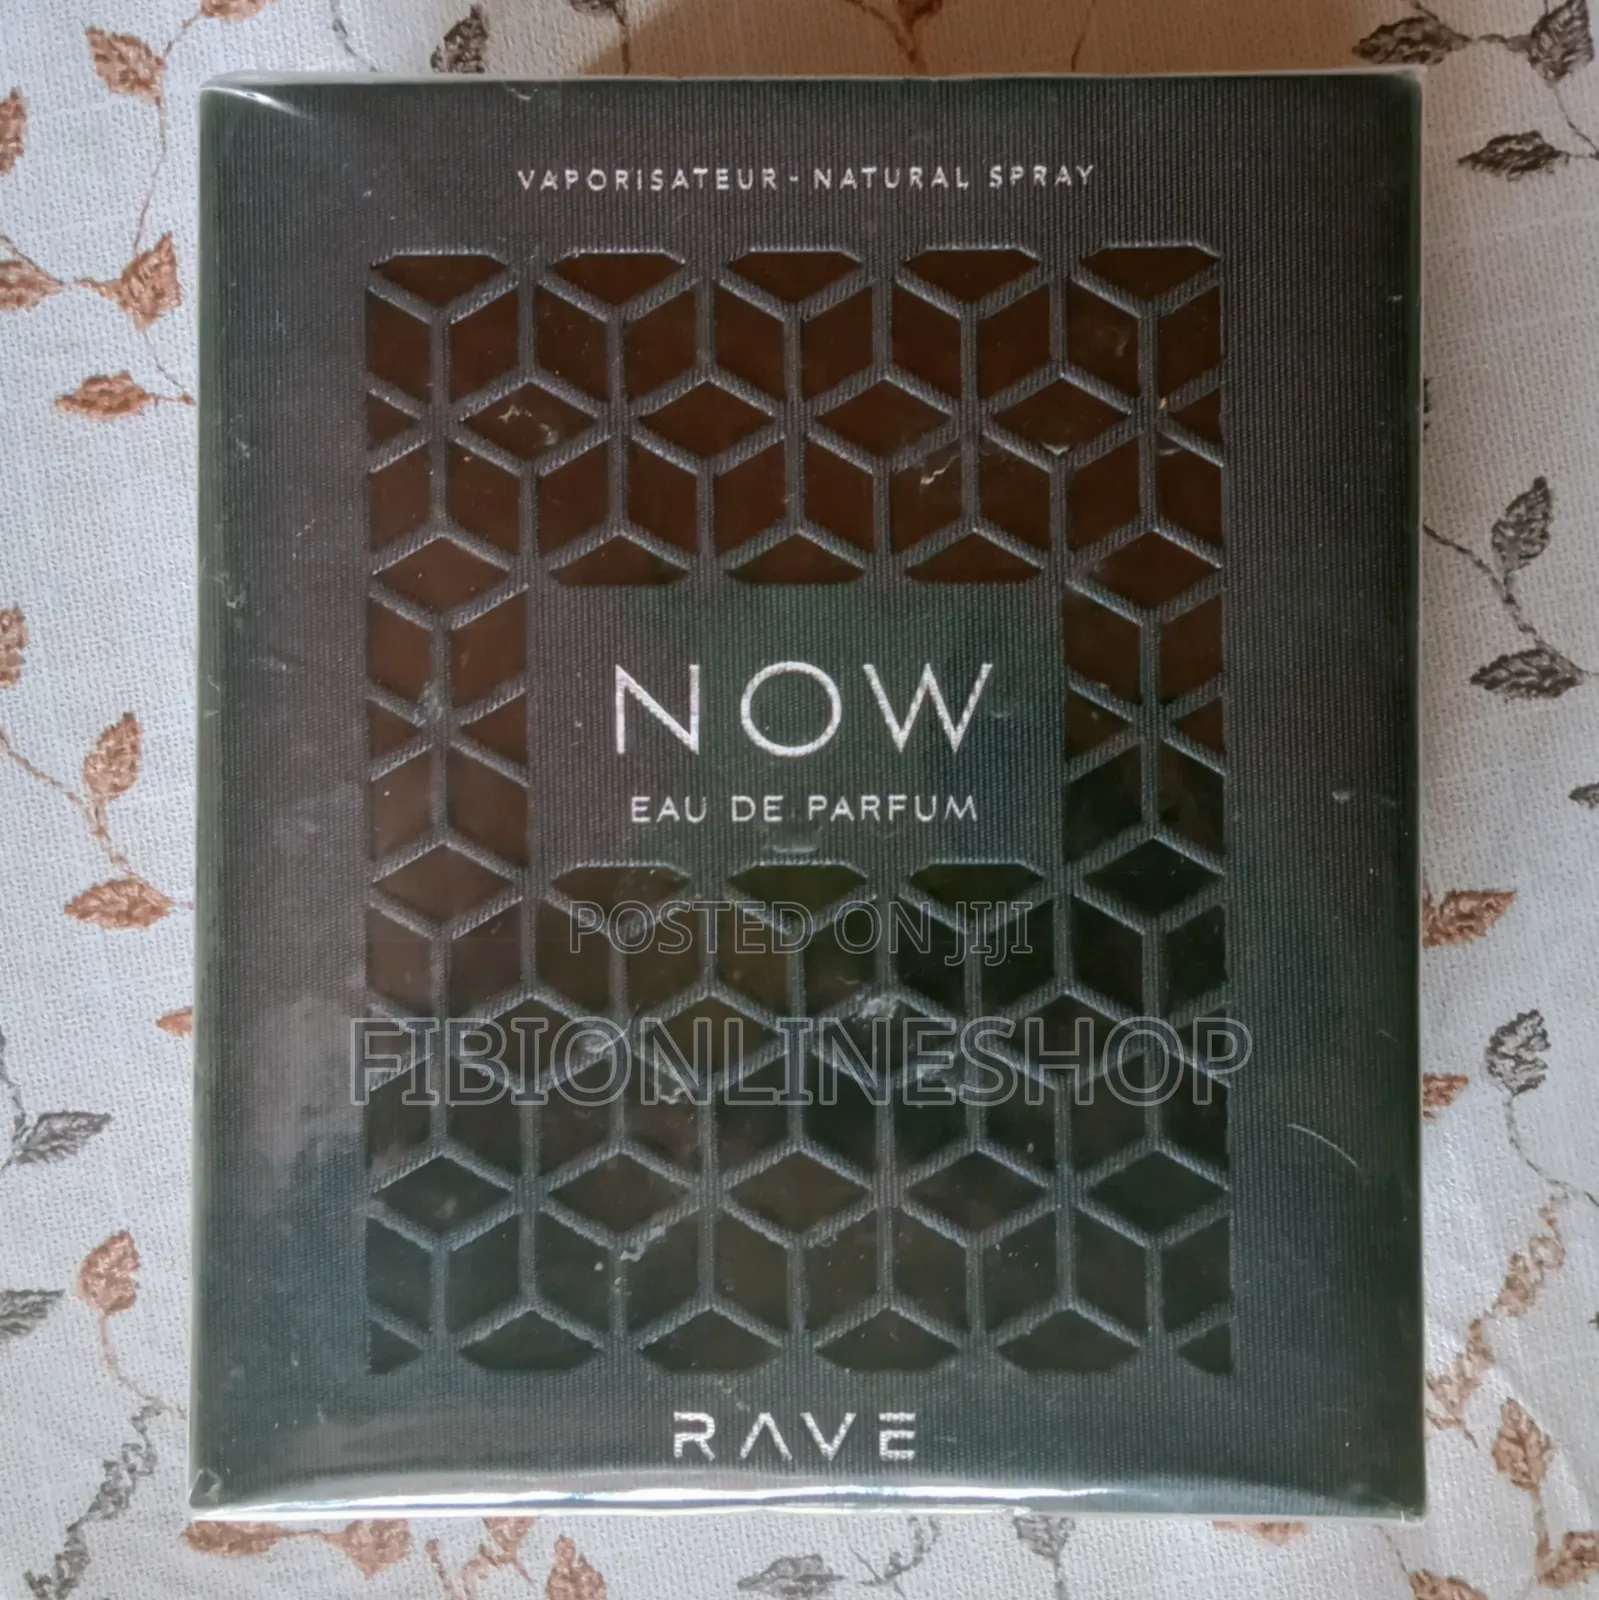 VAPORISATEUR - NATURAL SPRAY
NOW
EAU DE PARFUM
POSTED ON JIJI
FIBIONLINESHOP
RAVE